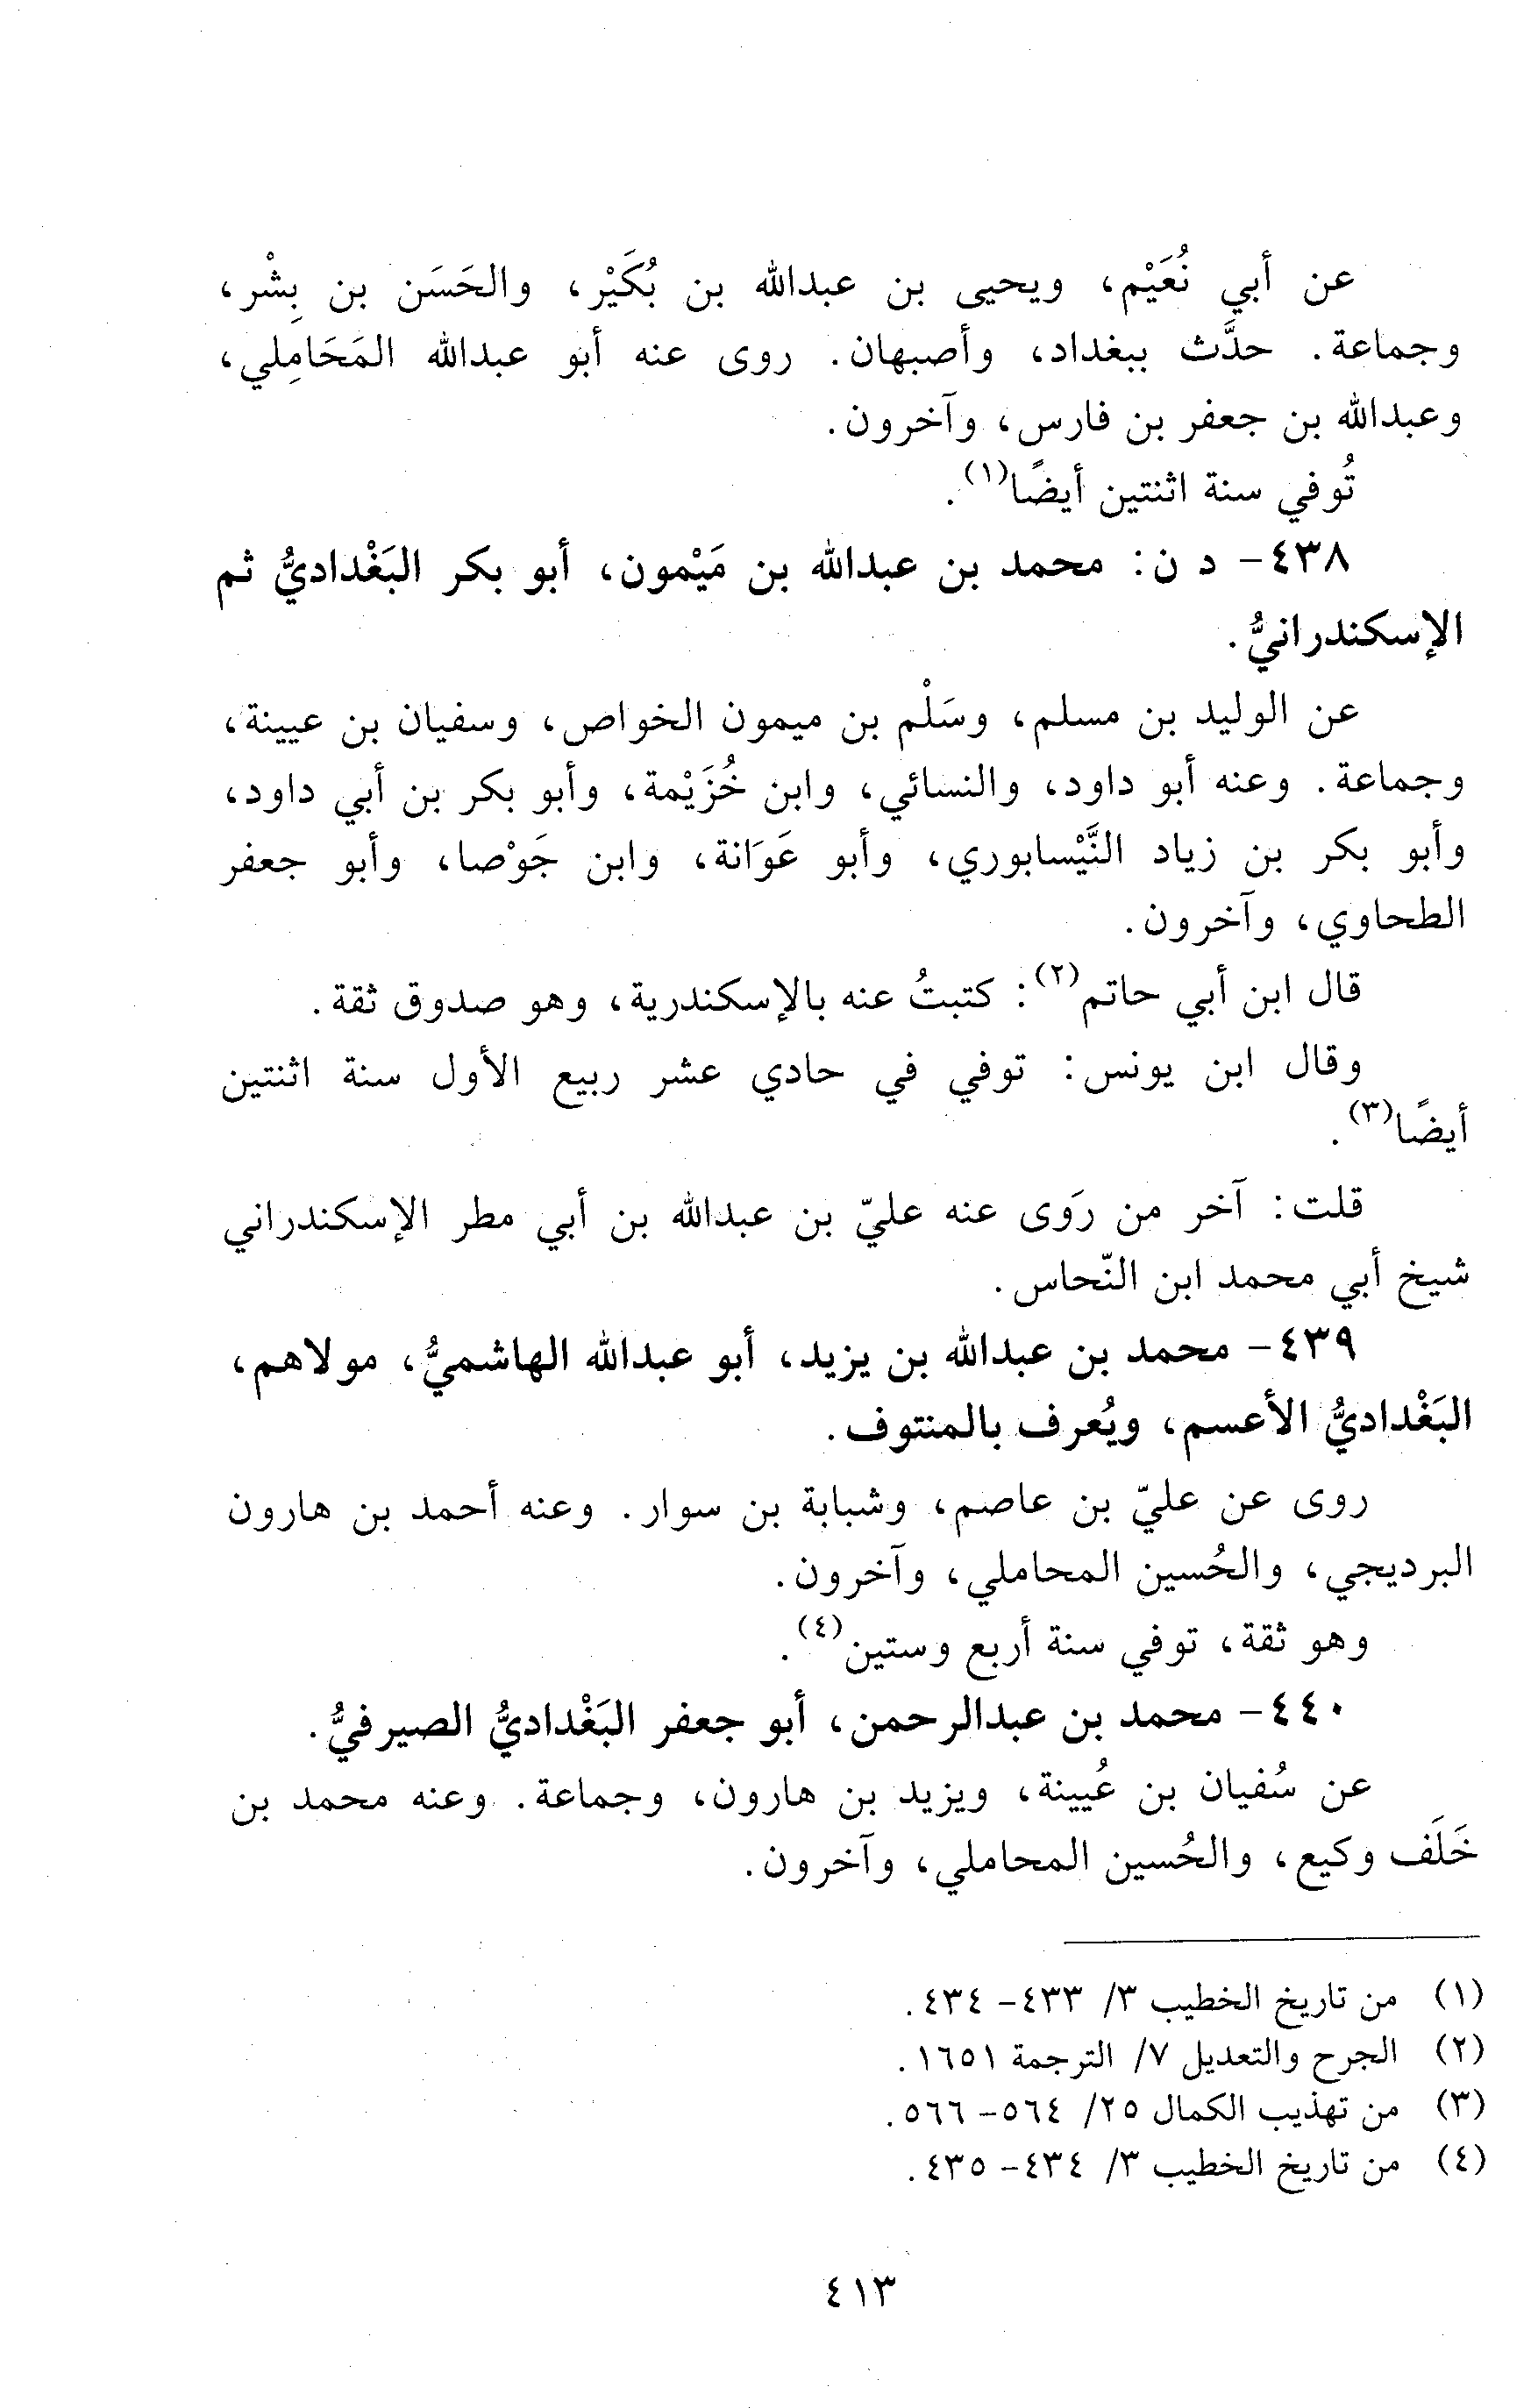 عن أبي نُعَيْم، ويحيى بن عبدالله بن بُكَيْر، والحَسَن بن بِشْر،
وجماعة. حدَّث ببغداد، وأصبهان. روى عنه أبو عبدالله المَحَامِلي،
وعبدالله بن جعفر بن فارس، وآخرون.
تُوفي سنة اثنتين أيضًا(١).
٤٣٨- د ن: محمد بن عبدالله بن مَيْمون، أبو بكر البَغْداديُّ ثم
الإسكندرانيُّ.
عن الوليد بن مسلم، وسَلْم بن ميمون الخواص، وسفيان بن عيينة،
وجماعة. وعنه أبو داود، والنسائي، وابن خُزَيْمة، وأبو بكر بن أبي داود،
وأبو بكر بن زياد النَّيْسابوري، وأبو عَوَانة، وابن جَوْصا، وأبو جعفر
الطحاوي، وآخرون.
قال ابن أبي حاتم(٢): كتبتُ عنه بالإسكندرية، وهو صدوق ثقة.
وقال ابن يونس: توفي في حادي عشر ربيع الأول سنة اثنتين
أيضًا(٣).
قلت: آخر من رَوى عنه عليّ بن عبدالله بن أبي مطر الإسكندراني
شيخ أبي محمد ابن النّحاس.
٤٣٩- محمد بن عبدالله بن يزيد، أبو عبدالله الهاشميُّ، مولاهم،
البَغْداديُّ الأعسم، ويُعرف بالمنتوف.
روى عن عليّ بن عاصم، وشبابة بن سوار. وعنه أحمد بن هارون
البرديجي، والحُسين المحاملي، وآخرون.
وهو ثقة، توفي سنة أربع وستين(٤).
٤٤٠- محمد بن عبدالرحمن، أبو جعفر البَغْداديُّ الصيرفيُّ.
عن سُفيان بن عُيينة، ويزيد بن هارون، وجماعة. وعنه محمد بن
خَلَف وكيع، والحُسين المحاملي، وآخرون.
(١) من تاريخ الخطيب ٣/ ٤٣٣- ٤٣٤.
(٢) الجرح والتعديل ٧/ الترجمة ١٦٥١.
(٣) من تهذيب الكمال ٢٥/ ٥٦٤- ٥٦٦.
(٤) من تاريخ الخطيب ٣/ ٤٣٤- ٤٣٥.
٤١٣